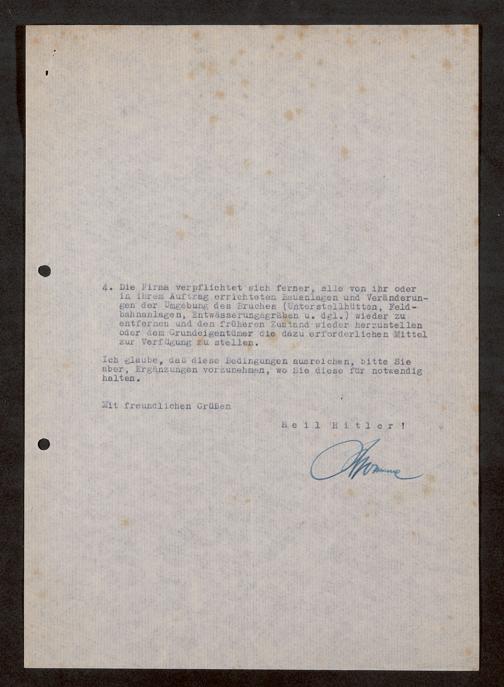 4. Die Firma verpflichtet sich ferner, alle von ihr oder
in ihrem Auftrag errichteten Bauanlagen und Veränderun-
gen der Umgebung des Bruches (Unterstellhütten, Feld-
bahnanlagen, Entwässerungsgräben u. dgl.) wieder zu
entfernen und den früheren Zustand wieder herzustellen
oder dem Grundeigentümer die dazu erforderlichen Mittel
zur Verfügung zu stellen.
Ich glaube, daß diese Bedingungen ausreichen, bitte Sie
aber, Ergänzungen vorzunehmen, wo Sie diese für notwendig
halten.
Mit freundlichen Grüßen
Heil Hitler!